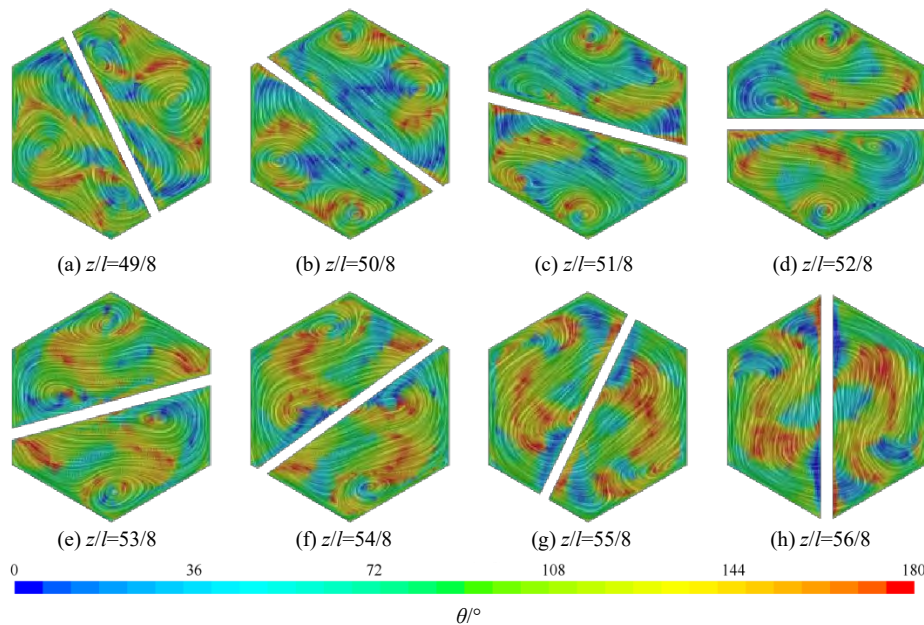 (a) z/l=49/8 (b) z/l=50/8 (c) z/l=51/8 (d) z/l=52/8
(e) z/l=53/8 (f) z/l=54/8 (g) z/l=55/8 (h) z/l=56/8
0 36 72 108 144 180
θ/°